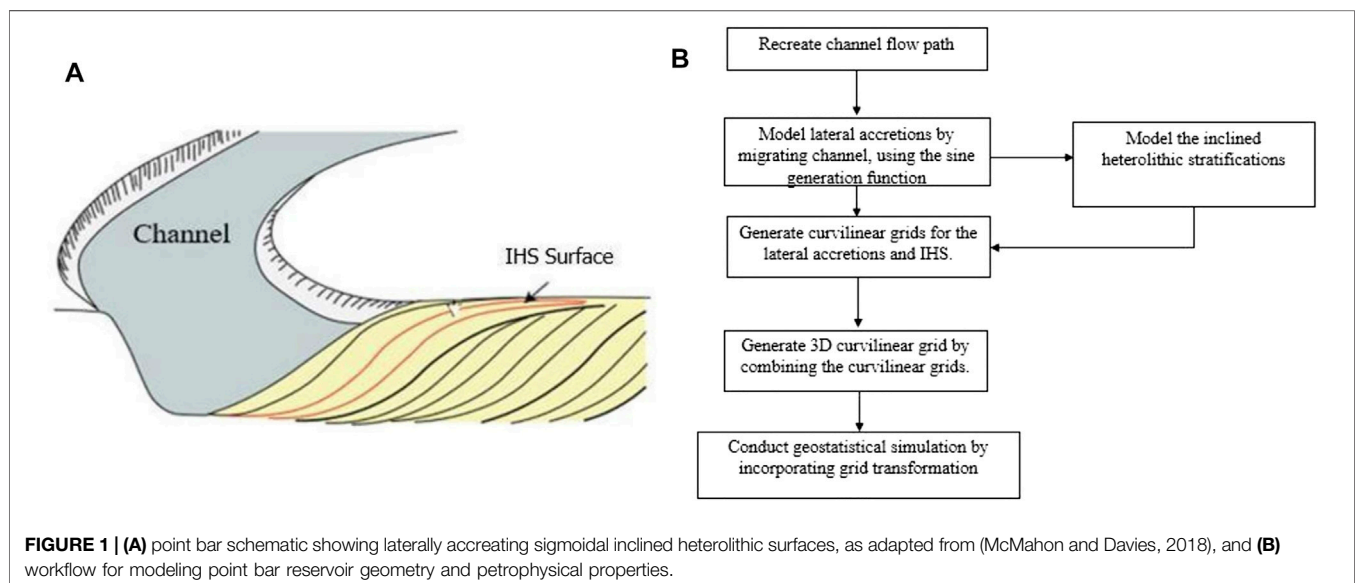 A
Channel
IHS Surface
B
Recreate channel flow path
Model lateral accretions by
migrating channel, using the sine
generation function
Model the inclined
heterolithic stratifications
Generate curvilinear grids for the
lateral accretions and IHS.
Generate 3D curvilinear grid by
combining the curvilinear grids.
Conduct geostatistical simulation by
incorporating grid transformation
FIGURE 1 | (A) point bar schematic showing laterally accreating sigmoidal inclined heterolithic surfaces, as adapted from (McMahon and Davies, 2018), and (B)
workflow for modeling point bar reservoir geometry and petrophysical properties.